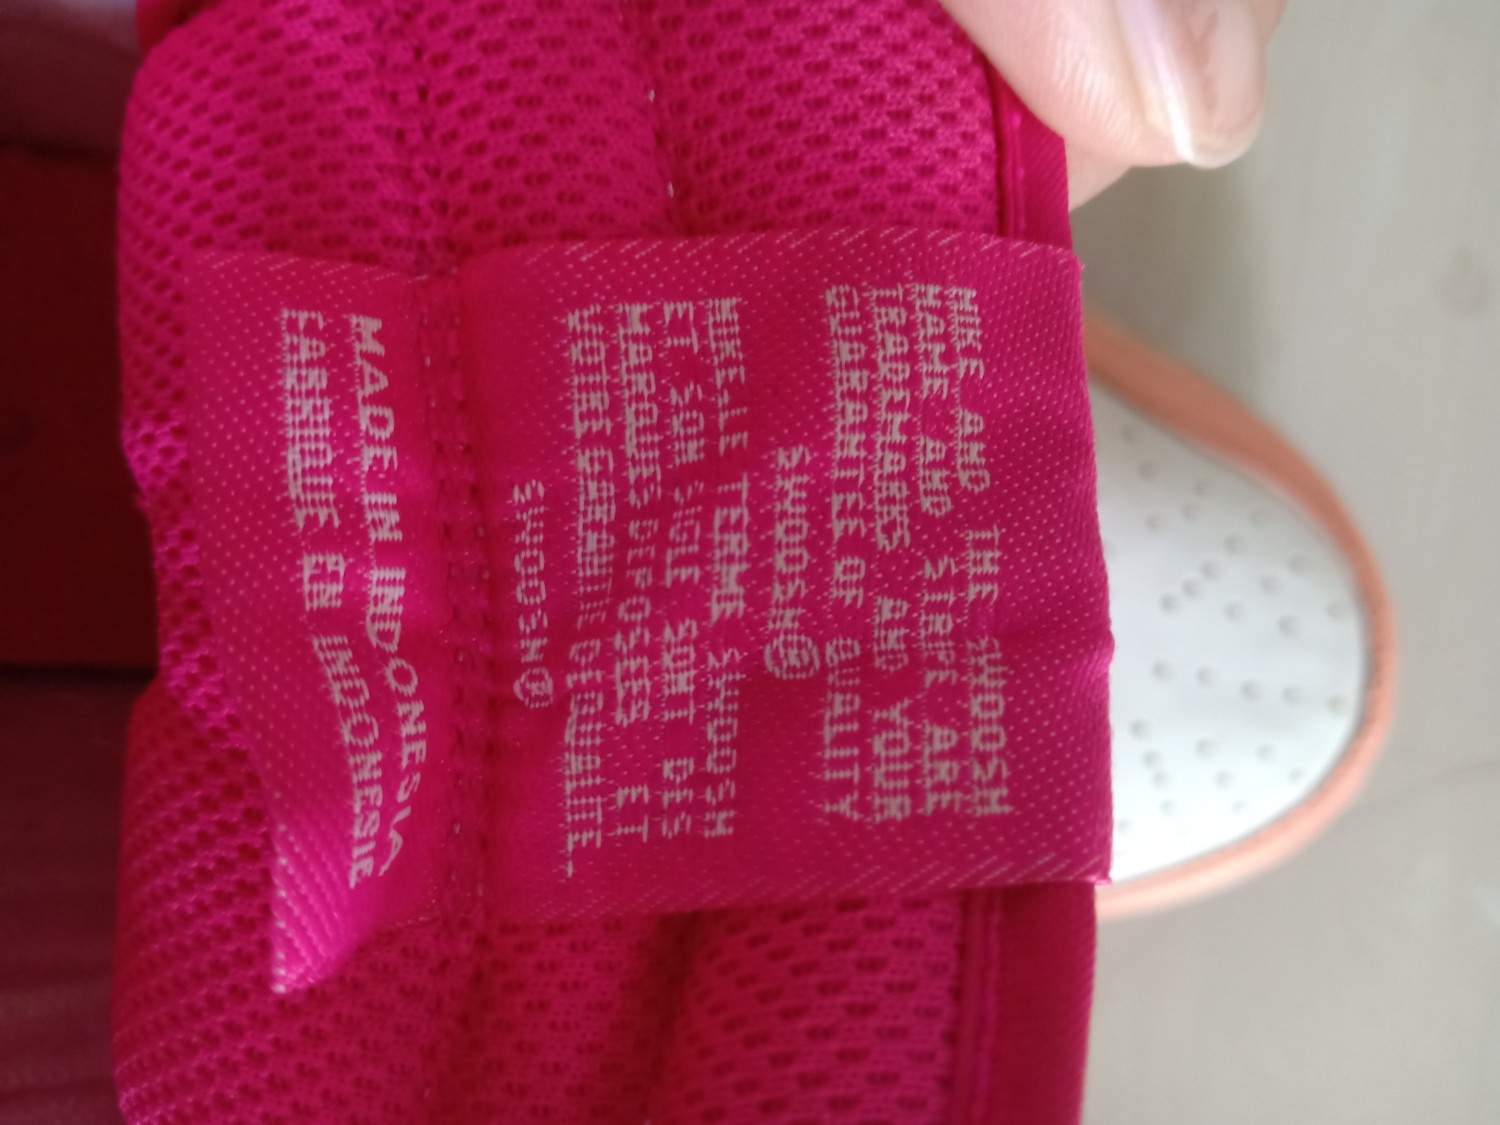 NIKE AND THE SWOOSH
NAME AND STRIPE ARE
TRADEMARKS AND YOUR
GUARANTEE OF QUALITY
SWOOSH®
NIKE.LE TERME SWOOSH
ET SON SIGLE SONT DES
MARQUES DEPOSEES ET
VOTRE GARANTIE DE QUALITE.
SWOOSH®
MADE IN INDONESIA
FABRIQUE EN INDONESIE